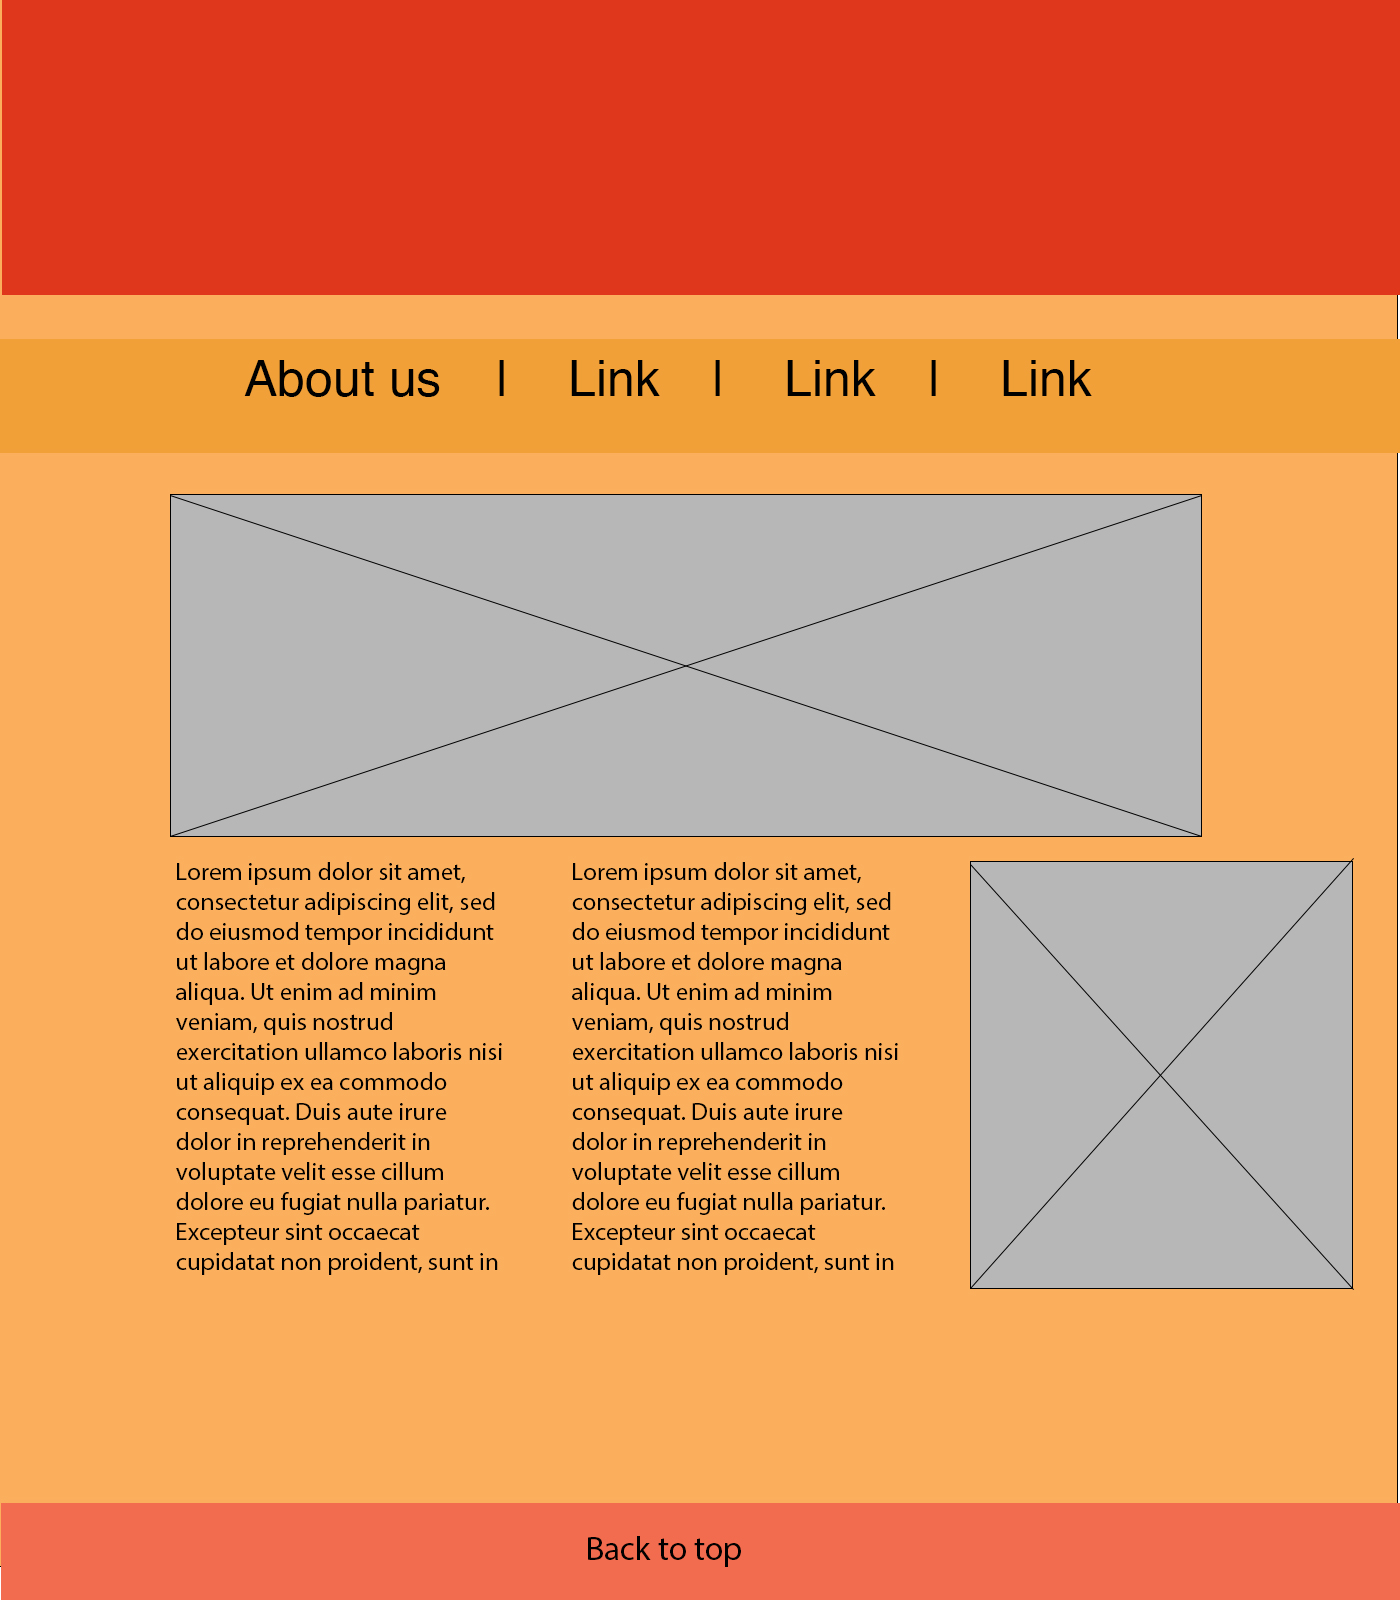 About us | Link | Link | Link
Lorem ipsum dolor sit amet,
consectetur adipiscing elit, sed
do eiusmod tempor incididunt
ut labore et dolore magna
aliqua. Ut enim ad minim
veniam, quis nostrud
exercitation ullamco laboris nisi
ut aliquip ex ea commodo
consequat. Duis aute irure
dolor in reprehenderit in
voluptate velit esse cillum
dolore eu fugiat nulla pariatur.
Excepteur sint occaecat
cupidatat non proident, sunt in
Lorem ipsum dolor sit amet,
consectetur adipiscing elit, sed
do eiusmod tempor incididunt
ut labore et dolore magna
aliqua. Ut enim ad minim
veniam, quis nostrud
exercitation ullamco laboris nisi
ut aliquip ex ea commodo
consequat. Duis aute irure
dolor in reprehenderit in
voluptate velit esse cillum
dolore eu fugiat nulla pariatur.
Excepteur sint occaecat
cupidatat non proident, sunt in
Back to top